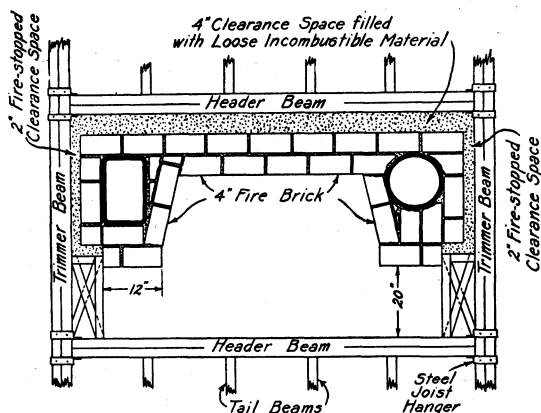 4" Clearance Space filled
with Loose Incombustible Material
2" Fire-stopped
Clearance Space
Header Beam
2" Fire-stopped
Clearance Space
4" Fire Brick
Trimmer Beam
Trimmer Beam
12"
20"
Header Beam
Tail Beams
Steel
Joist
Hanger